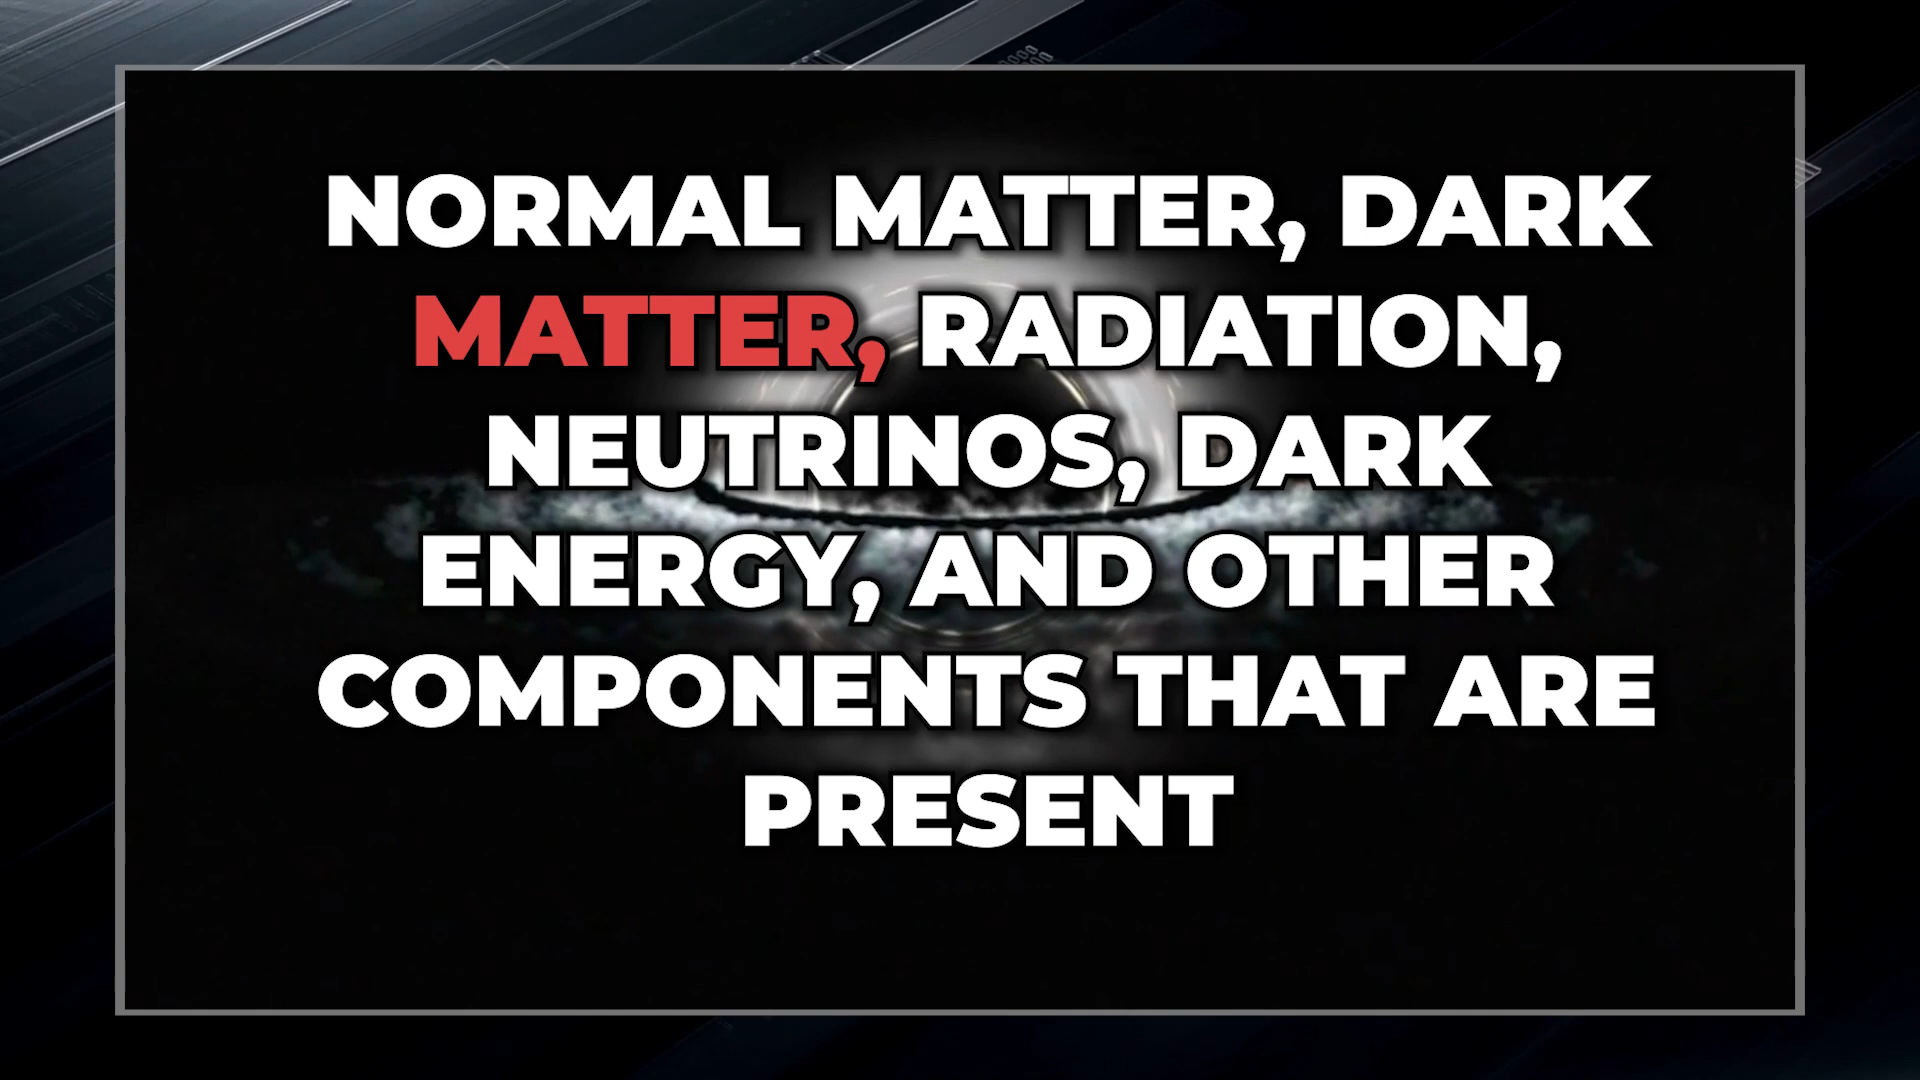 NORMAL MATTER, DARK
MATTER, RADIATION,
NEUTRINOS, DARK
ENERGY, AND OTHER
COMPONENTS THAT ARE
PRESENT